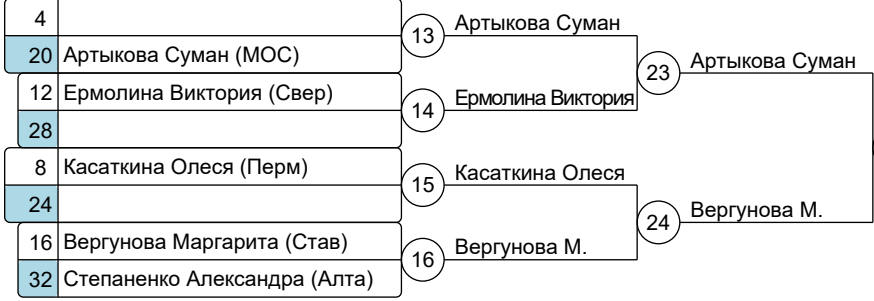 4
20 Артыкова Суман (МОС)
12 Ермолина Виктория (Свер)
28
8 Касаткина Олеся (Перм)
24
16 Вергунова Маргарита (Став)
32 Степаненко Александра (Алта)
13 Артыкова Суман
14 Ермолина Виктория
15 Касаткина Олеся
16 Вергунова М.
23 Артыкова Суман
24 Вергунова М.